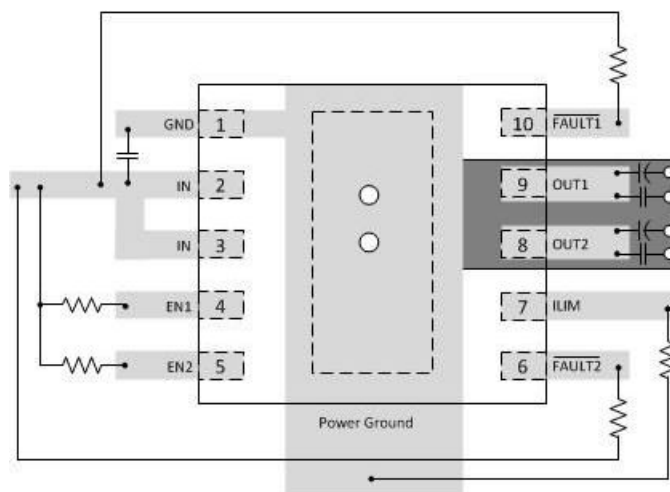 GND 1 10 FAULT1
IN 2 9 OUT1
IN 3 8 OUT2
EN1 4 7 ILIM
EN2 5 6 FAULT2
Power Ground